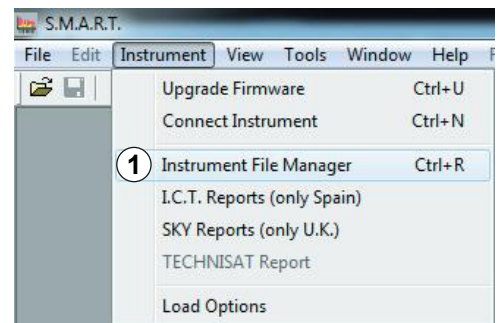 S.M.A.R.T.
File Edit Instrument View Tools Window Help
Upgrade Firmware Ctrl+U
Connect Instrument Ctrl+N
1 Instrument File Manager Ctrl+R
I.C.T. Reports (only Spain)
SKY Reports (only U.K.)
TECHNISAT Report
Load Options